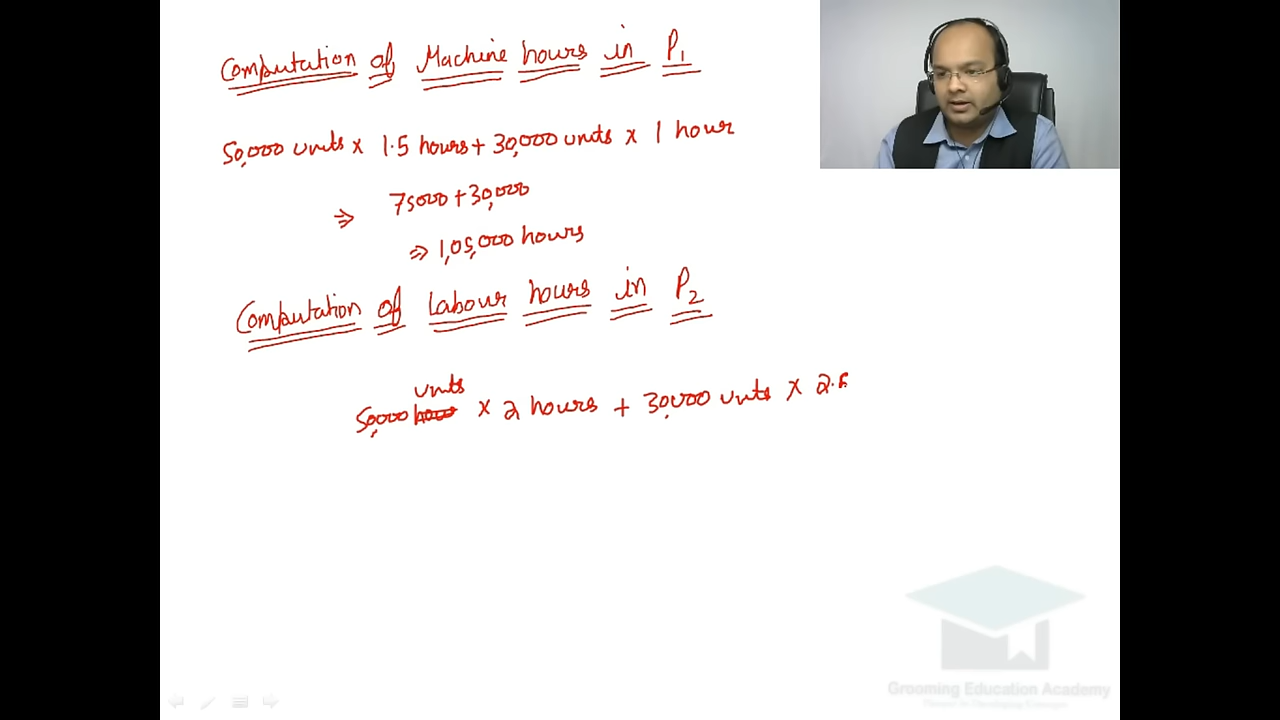 Computation of Machine hours in P1
50,000 units x 1.5 hours + 30,000 units x 1 hour
⇒ 75000 + 30,000
⇒ 1,05,000 hours
Computation of Labour hours in P2
units
50,000 hours x 2 hours + 30,000 units x 2.
Grooming Education Academy